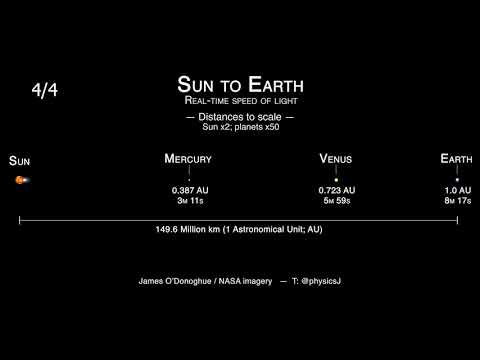 4/4
Sun to Earth
Real-time speed of light
— Distances to scale —
Sun x2; planets x50
Sun
Mercury
Venus
Earth
0.387 AU
0.723 AU
1.0 AU
3m 11s
5m 59s
8m 17s
149.6 Million km (1 Astronomical Unit; AU)
James O'Donoghue / NASA imagery — T: @physicsJ